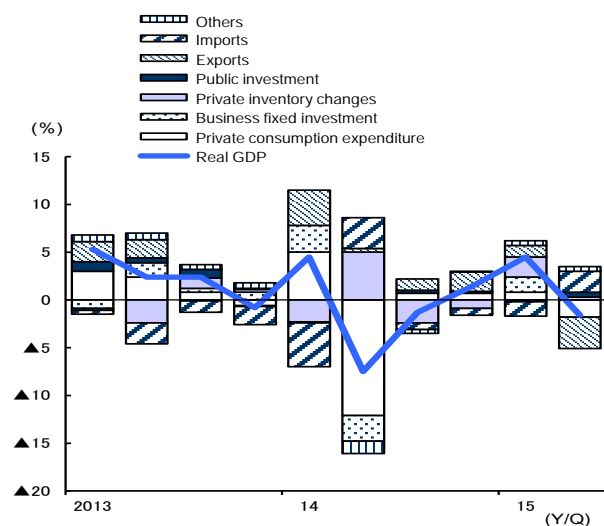 Others
Imports
Exports
Public investment
Private inventory changes
Business fixed investment
Private consumption expenditure
Real GDP
(%)
15
10
5
0
▲5
▲10
▲15
▲20
2013 14 15
(Y/Q)